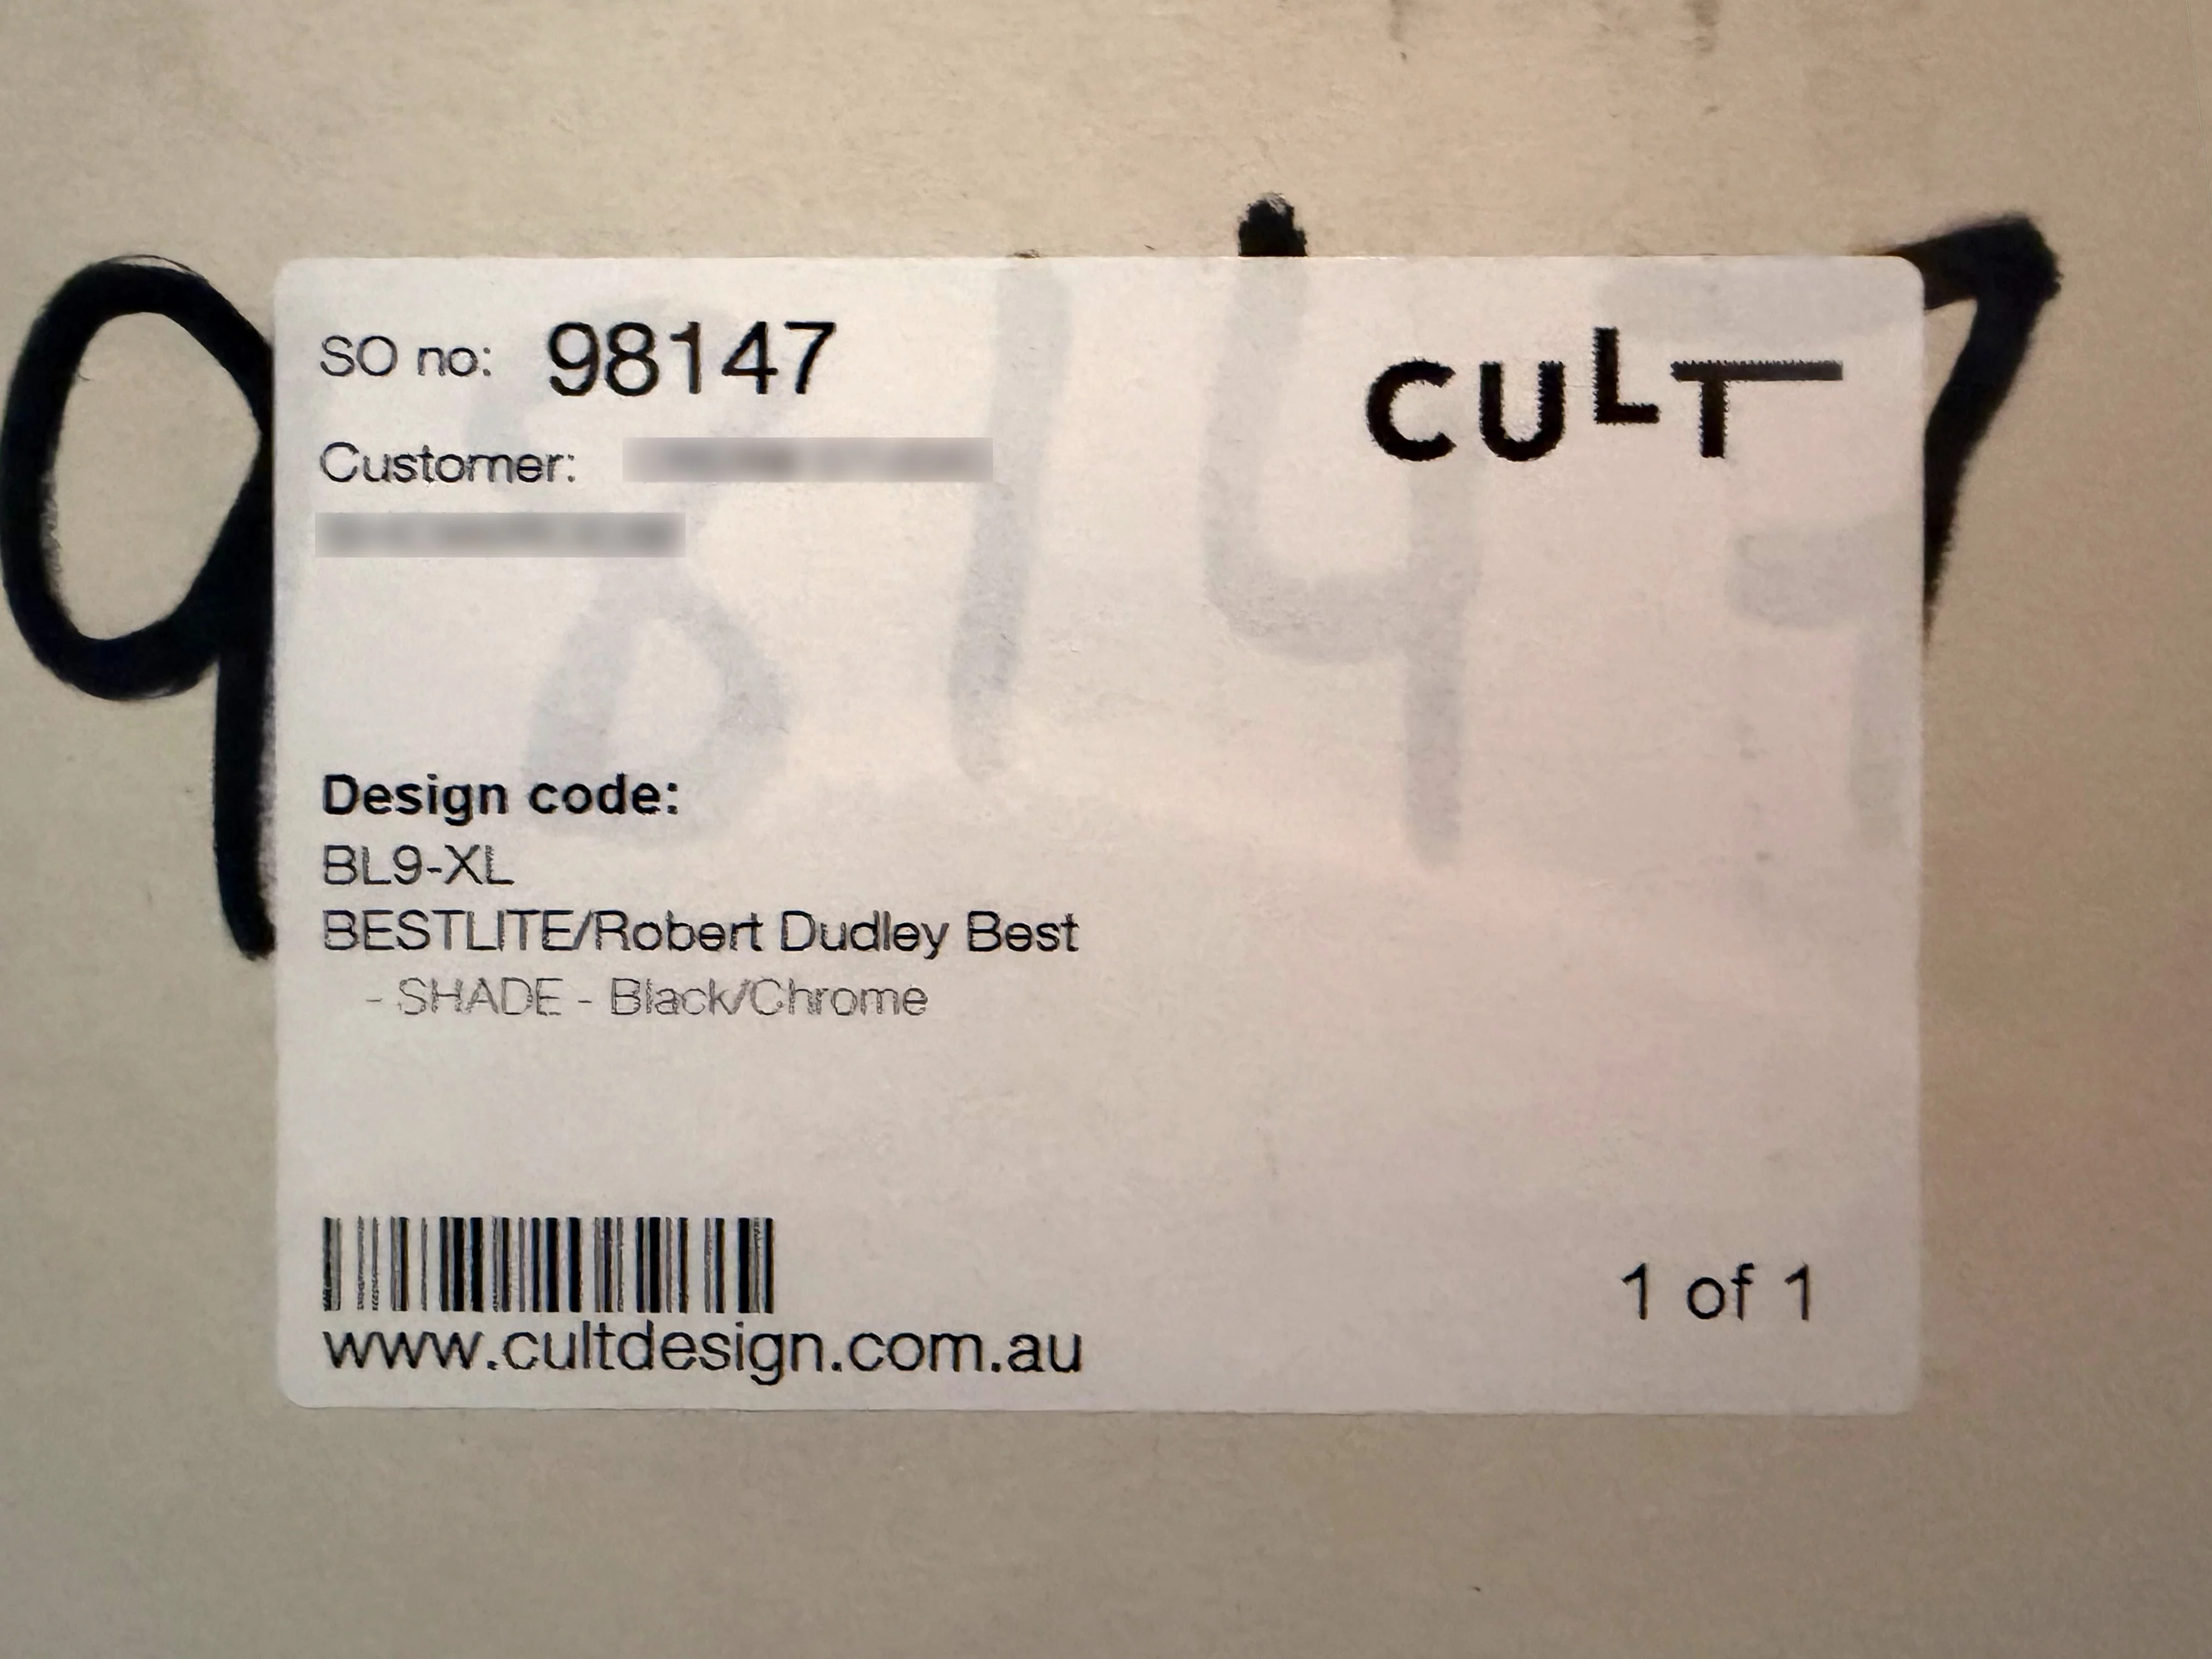 98147
SO no: 98147
CULT
Customer:
Design code:
BL9-XL
BESTLITE/Robert Dudley Best
- SHADE - Black/Chrome
www.cultdesign.com.au
1 of 1